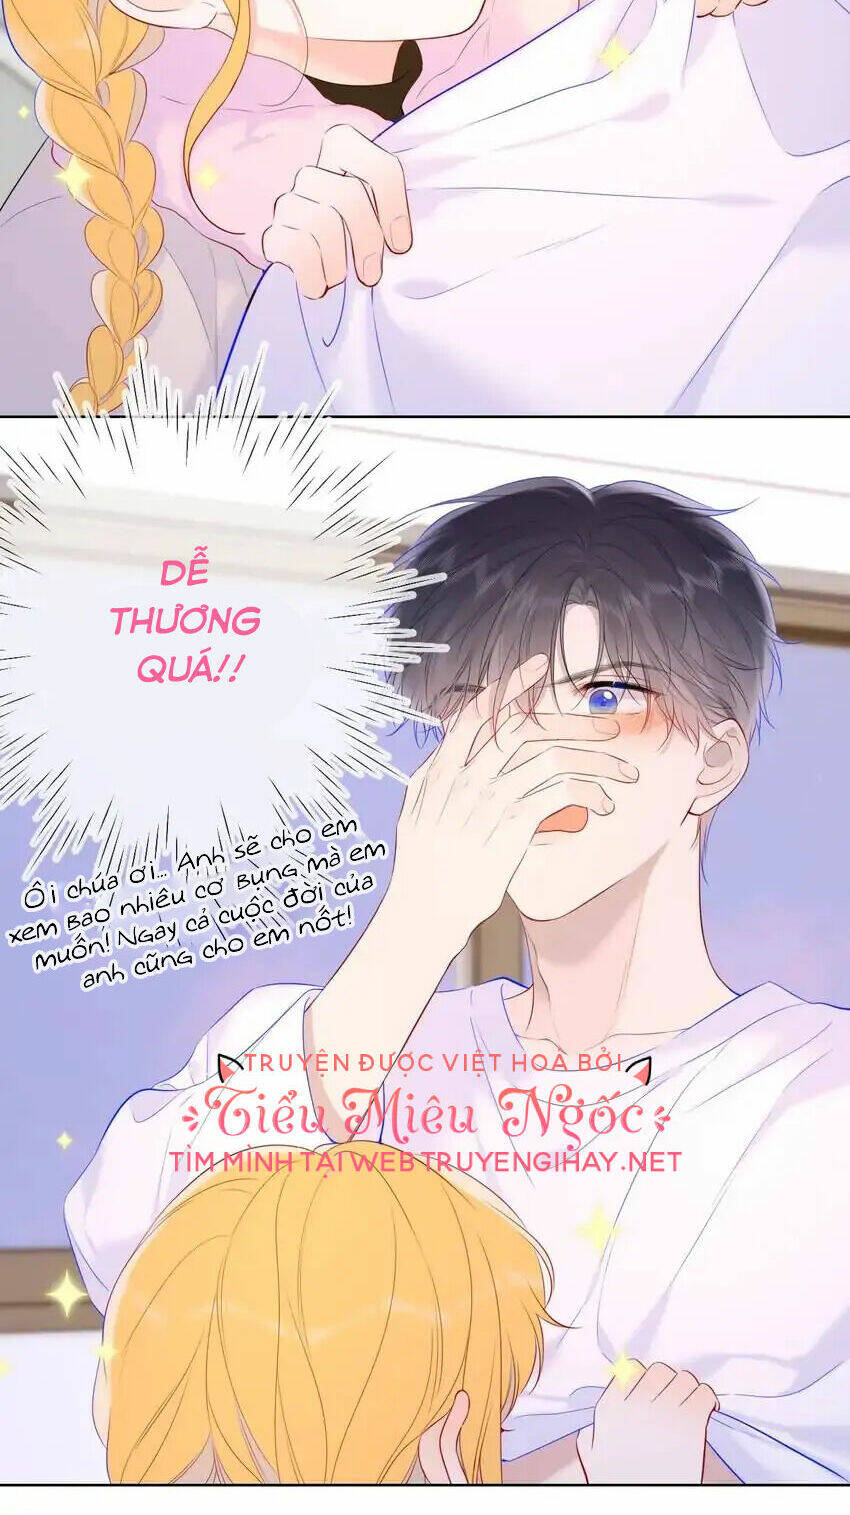 DỄ
THƯƠNG
QUÁ!!
Ôi chúa ơi... Anh sẽ cho em
xem bao nhiêu cơ bụng mà em
muốn! Ngay cả cuộc đời của
anh cũng cho em nốt!
TRUYỆN ĐƯỢC VIỆT HOÁ BỞI
Tiểu Miêu Ngốc
TÌM MÌNH TẠI WEB TRUYENGIHAY.NET